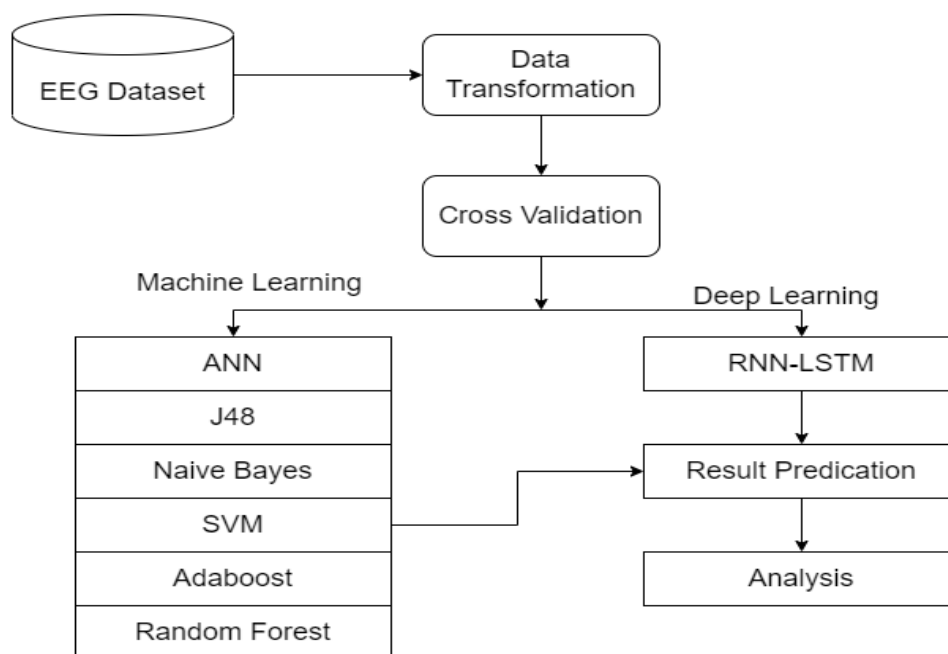 EEG Dataset
Data
Transformation
Cross Validation
Machine Learning
Deep Learning
ANN
J48
Naive Bayes
SVM
Adaboost
Random Forest
RNN-LSTM
Result Predication
Analysis